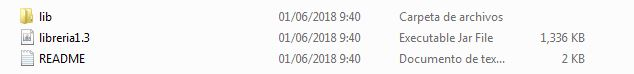 lib 01/06/2018 9:40 Carpeta de archivos
libreria1.3 01/06/2018 9:40 Executable Jar File 1,336 KB
README 01/06/2018 9:40 Documento de tex... 2 KB